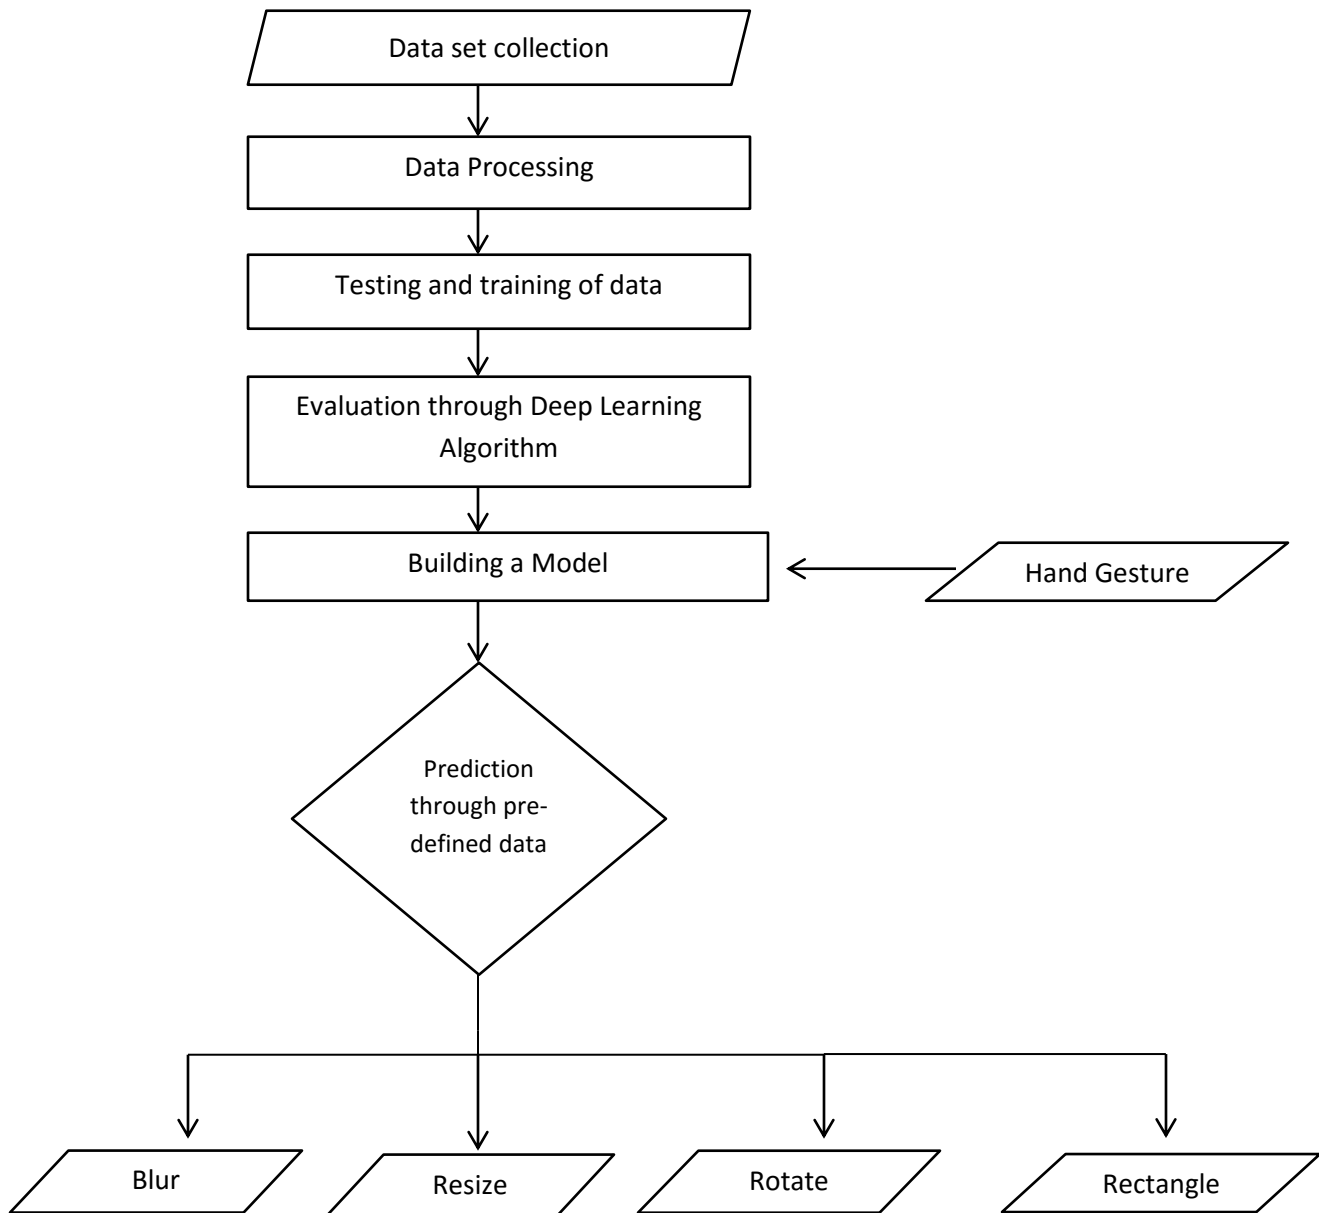 Data set collection
Data Processing
Testing and training of data
Evaluation through Deep Learning
Algorithm
Building a Model
Hand Gesture
Prediction
through pre-
defined data
Blur
Resize
Rotate
Rectangle